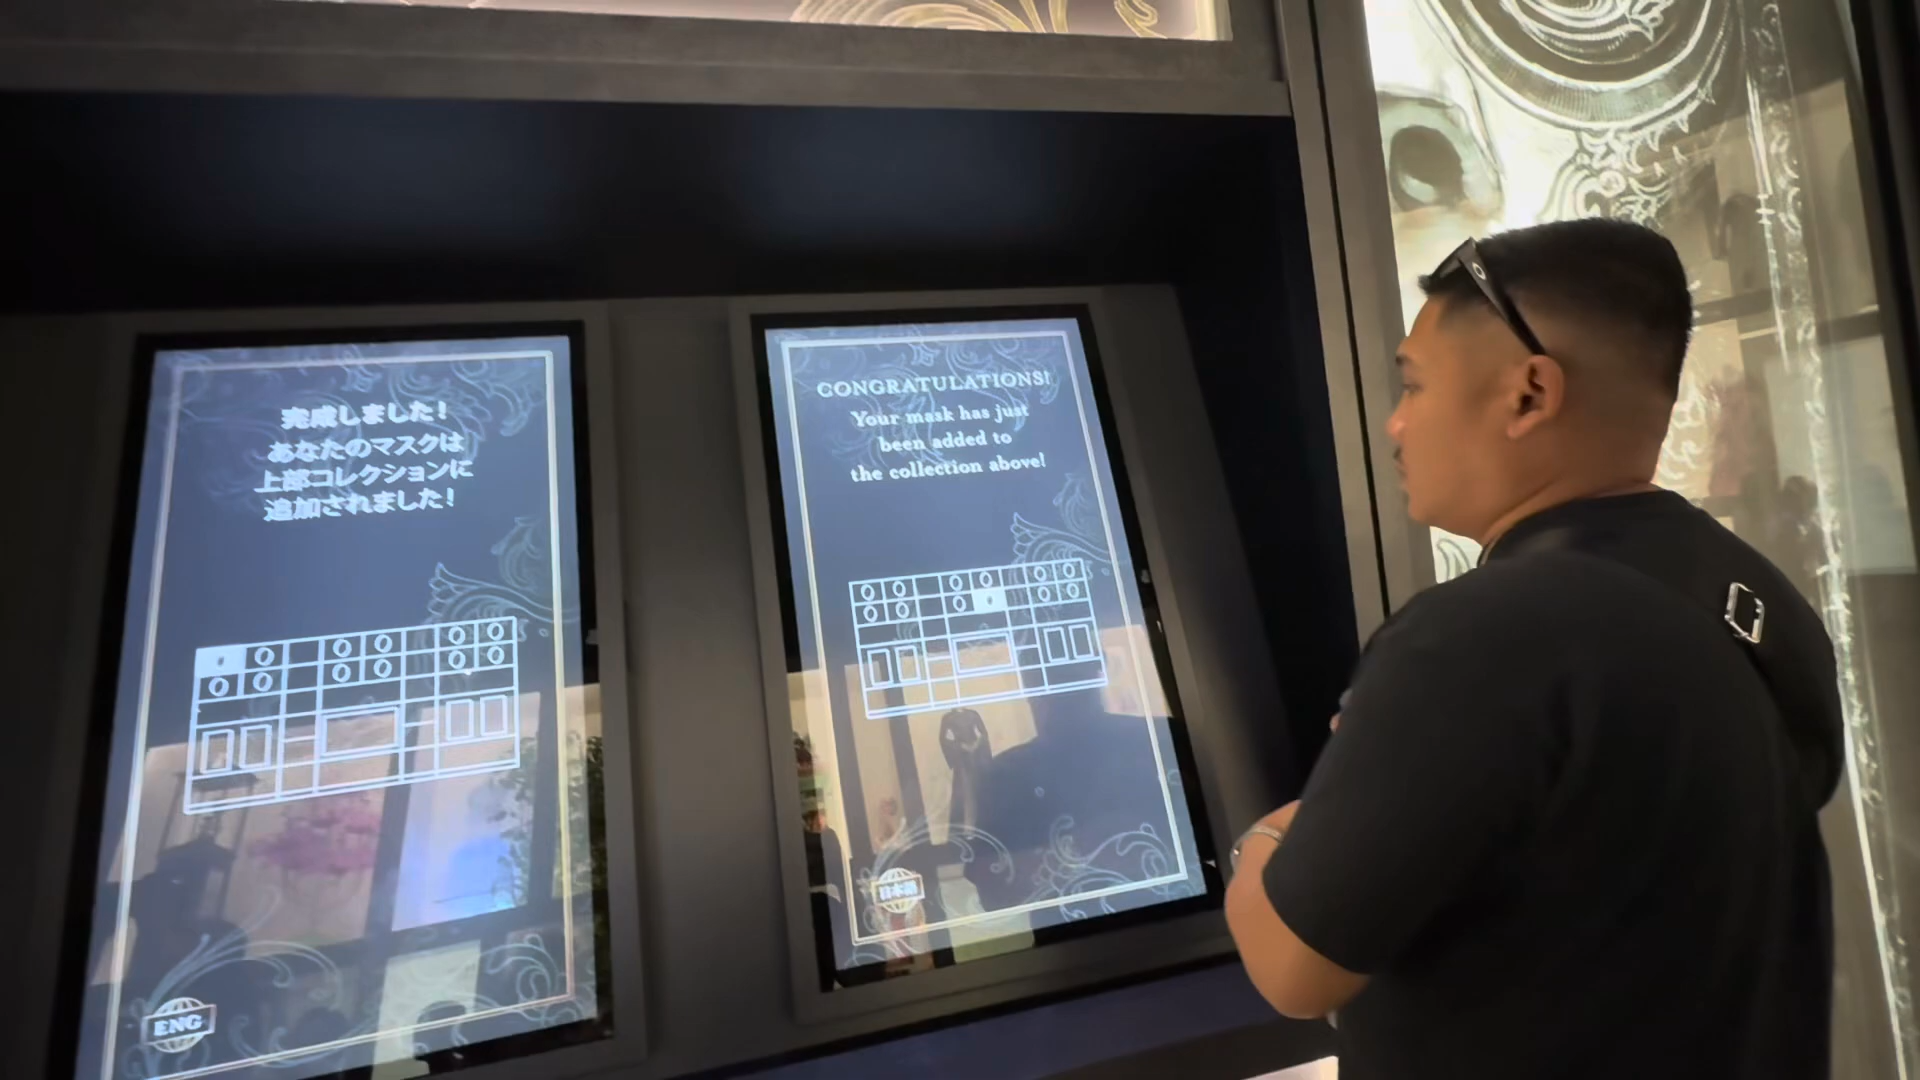 完成しました！
あなたのマスクは
上部コレクションに
追加されました！
ENG
CONGRATULATIONS!
Your mask has just
been added to
the collection above!
日本語